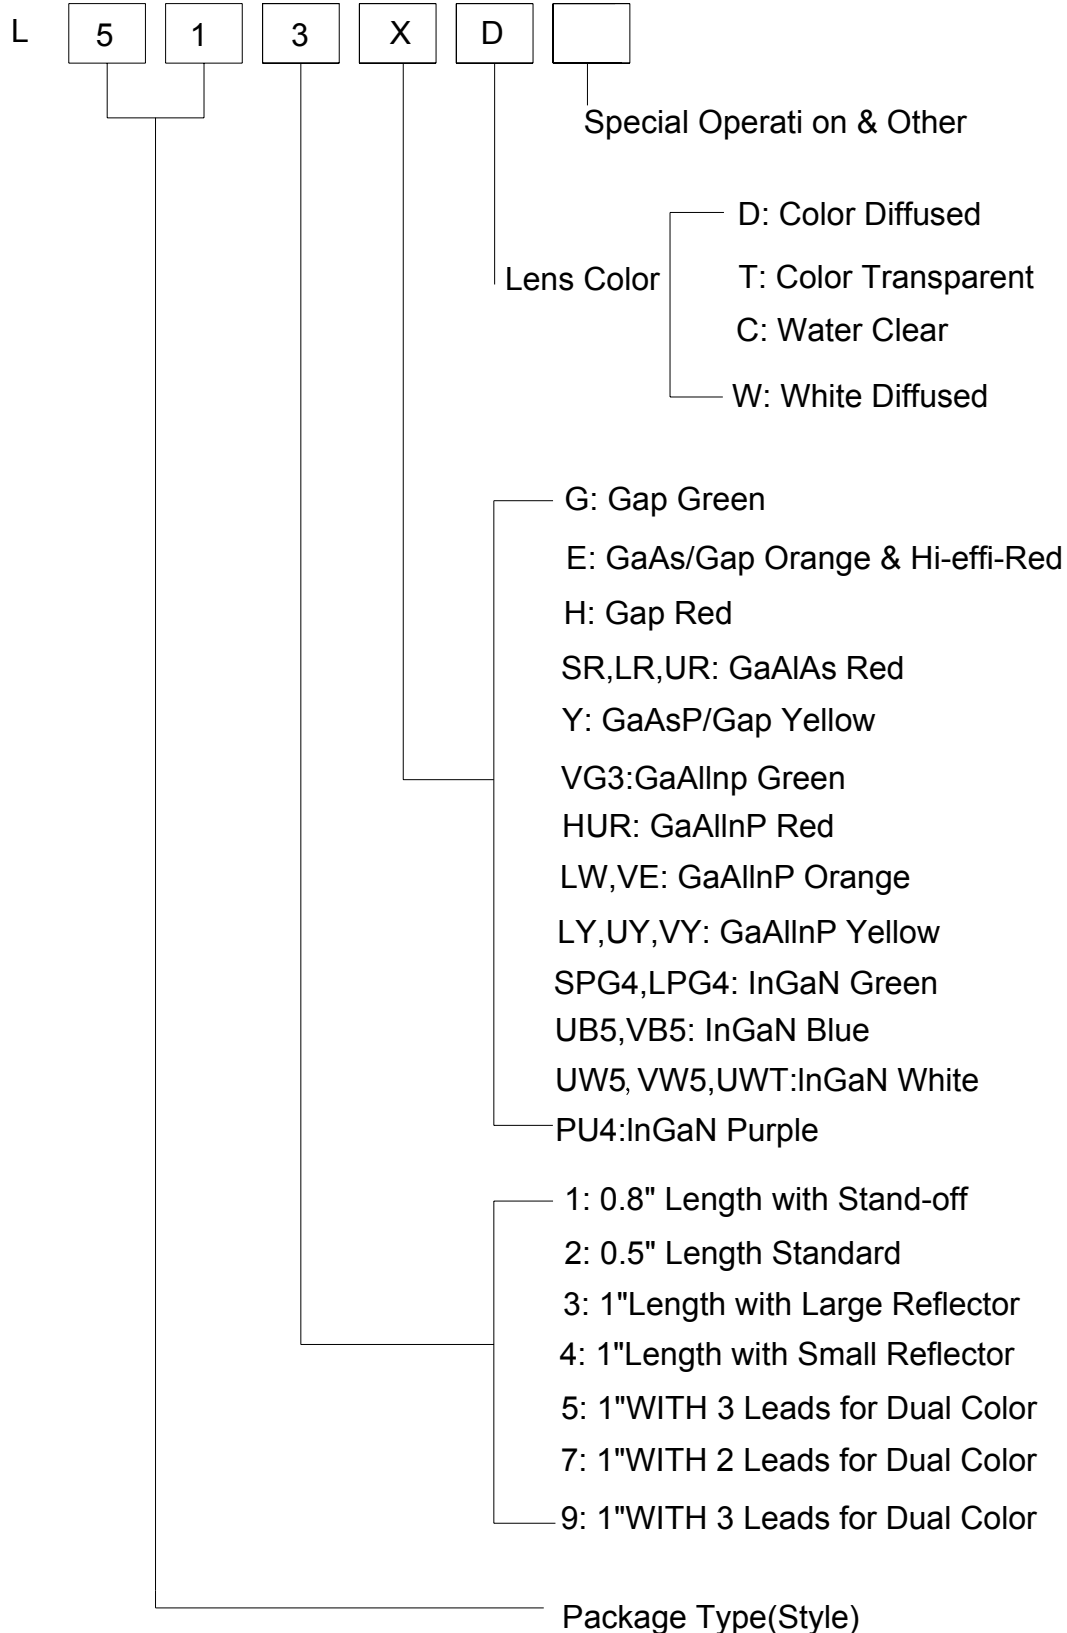 L 5 1 3 X D
Special Operati on & Other
D: Color Diffused
Lens Color
T: Color Transparent
C: Water Clear
W: White Diffused
G: Gap Green
E: GaAs/Gap Orange & Hi-effi-Red
H: Gap Red
SR,LR,UR: GaAlAs Red
Y: GaAsP/Gap Yellow
VG3:GaAlInp Green
HUR: GaAlInP Red
LW,VE: GaAlInP Orange
LY,UY,VY: GaAlInP Yellow
SPG4,LPG4: InGaN Green
UB5,VB5: InGaN Blue
UW5, VW5,UWT:InGaN White
PU4:InGaN Purple
1: 0.8" Length with Stand-off
2: 0.5" Length Standard
3: 1"Length with Large Reflector
4: 1"Length with Small Reflector
5: 1"WITH 3 Leads for Dual Color
7: 1"WITH 2 Leads for Dual Color
9: 1"WITH 3 Leads for Dual Color
Package Type(Style)